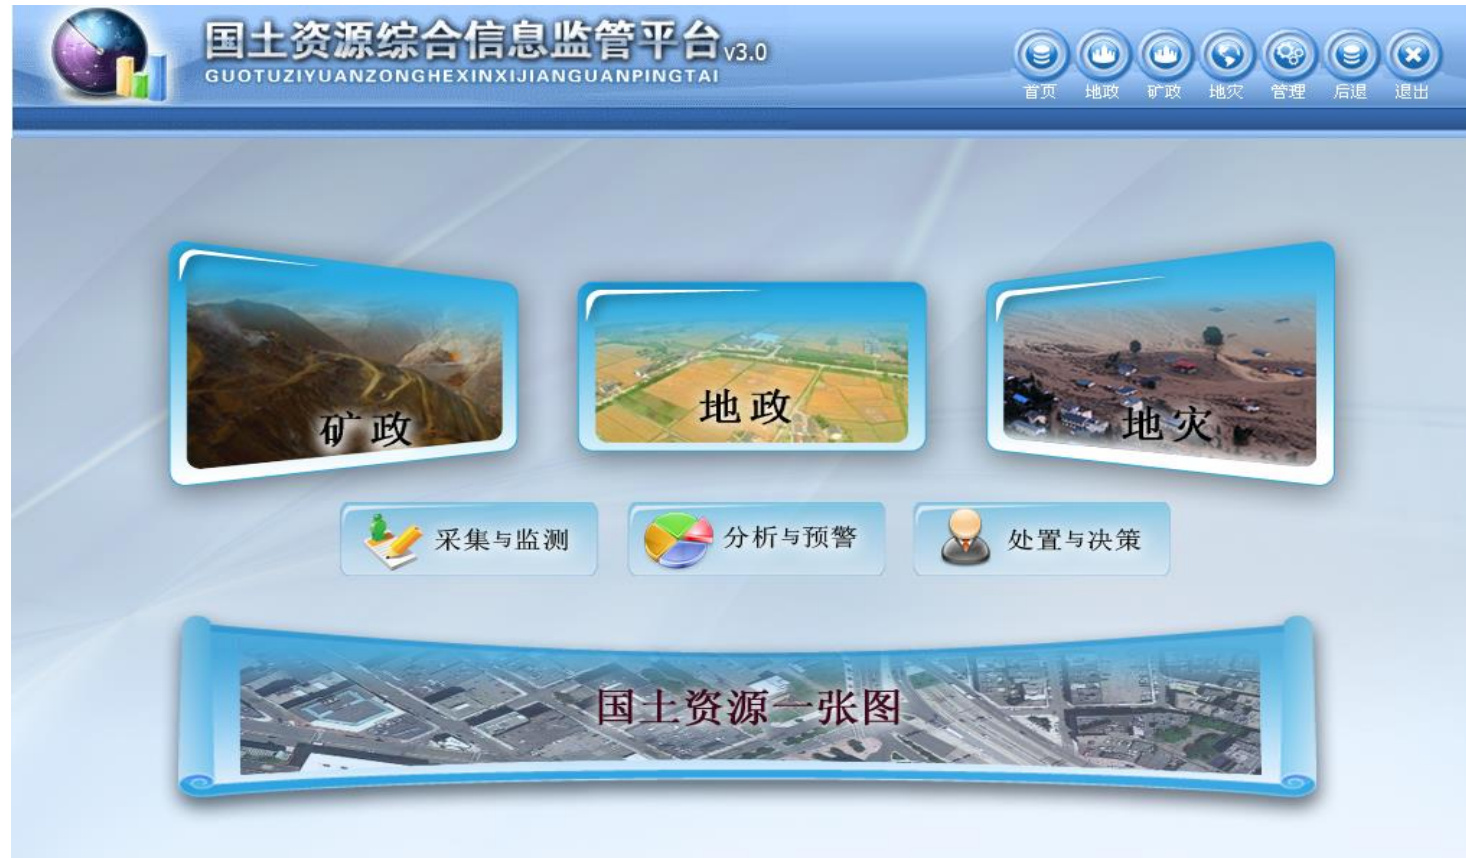 国土资源综合信息监管平台v3.0
GUOTUZIYUANZONGHEXINXIJIANGUANPINGTAI
首页 地政 矿政 地灾 管理 后退 退出
矿政 地政 地灾
采集与监测 分析与预警 处置与决策
国土资源一张图